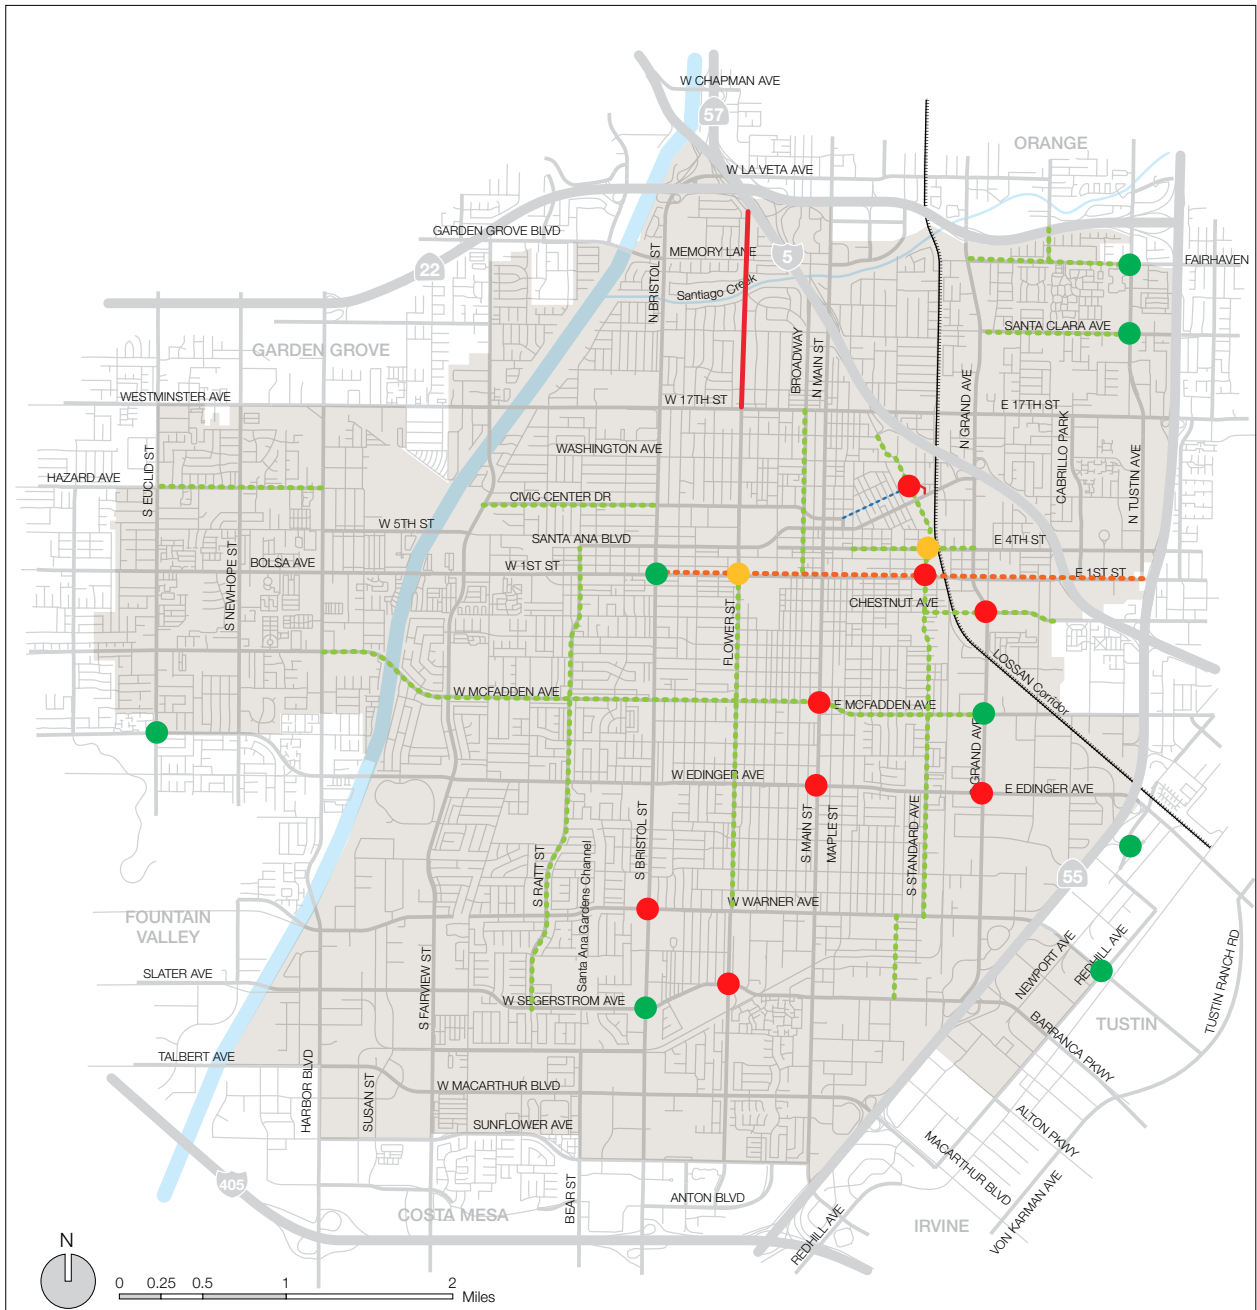 W CHAPMAN AVE
57
ORANGE
W LA VETA AVE
GARDEN GROVE BLVD
N BRISTOL ST
MEMORY LANE
5
22
FAIRHAVEN
Santiago Creek
SANTA CLARA AVE
GARDEN GROVE
BROADWAY
N MAIN ST
WESTMINSTER AVE
W 17TH ST
E 17TH ST
N GRAND AVE
CABRILLO PARK
N TUSTIN AVE
WASHINGTON AVE
S EUCLID ST
HAZARD AVE
CIVIC CENTER DR
W 5TH ST
SANTA ANA BLVD
E 4TH ST
BOLSA AVE
W 1ST ST
E 1ST ST
S NEWHOPE ST
CHESTNUT AVE
FLOWER ST
LOSSAN Corridor
W MCFADDEN AVE
E MCFADDEN AVE
GRAND AVE
W EDINGER AVE
E EDINGER AVE
S BRISTOL ST
S MAIN ST
MAPLE ST
S STANDARD AVE
S RAITT ST
Santa Ana Gardens Channel
55
W WARNER AVE
FOUNTAIN
VALLEY
NEWPORT AVE
REDHILL AVE
TUSTIN RANCH RD
SLATER AVE
S FAIRVIEW ST
W SEGERSTROM AVE
TUSTIN
BARRANCA PKWY
TALBERT AVE
HARBOR BLVD
SUSAN ST
W MACARTHUR BLVD
SUNFLOWER AVE
ALTON PKWY
MACARTHUR BLVD
405
BEAR ST
ANTON BLVD
COSTA MESA
REDHILL AVE
IRVINE
VON KARMAN AVE
N
0 0.25 0.5 1 2
Miles